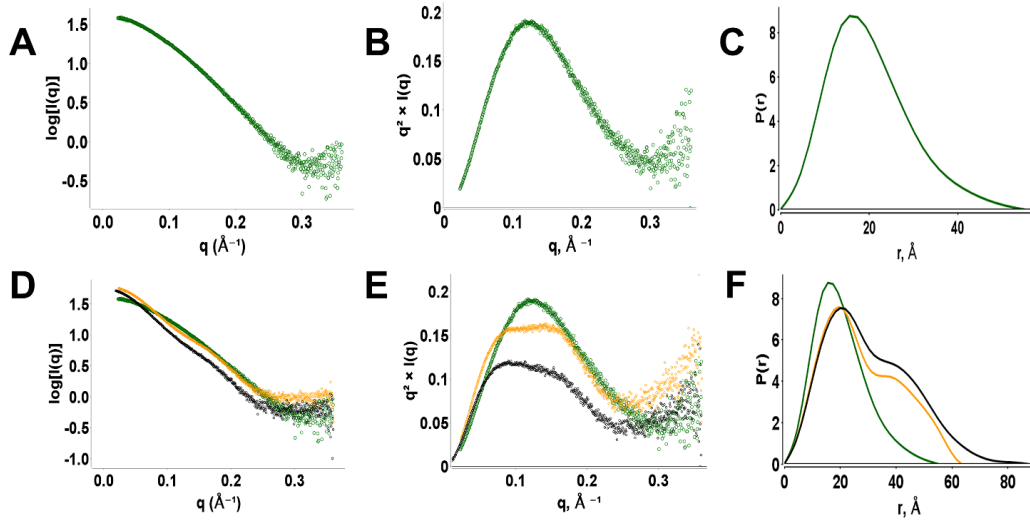 A
log[I(q)]
1.5
1.0
0.5
0.0
-0.5
0.0
0.1
0.2
0.3
q (Å⁻¹)
B
q² × I(q)
0.2
0.15
0.1
0.05
0
0.1
0.2
0.3
q, Å ⁻¹
C
P(r)
8
6
4
2
0
0
20
40
r, Å
D
log[I(q)]
1.5
1.0
0.5
0.0
-0.5
-1.0
0.0
0.1
0.2
0.3
q (Å⁻¹)
E
q² × I(q)
0.2
0.15
0.1
0.05
0
0.1
0.2
0.3
q, Å ⁻¹
F
P(r)
8
6
4
2
0
0
20
40
60
80
r, Å